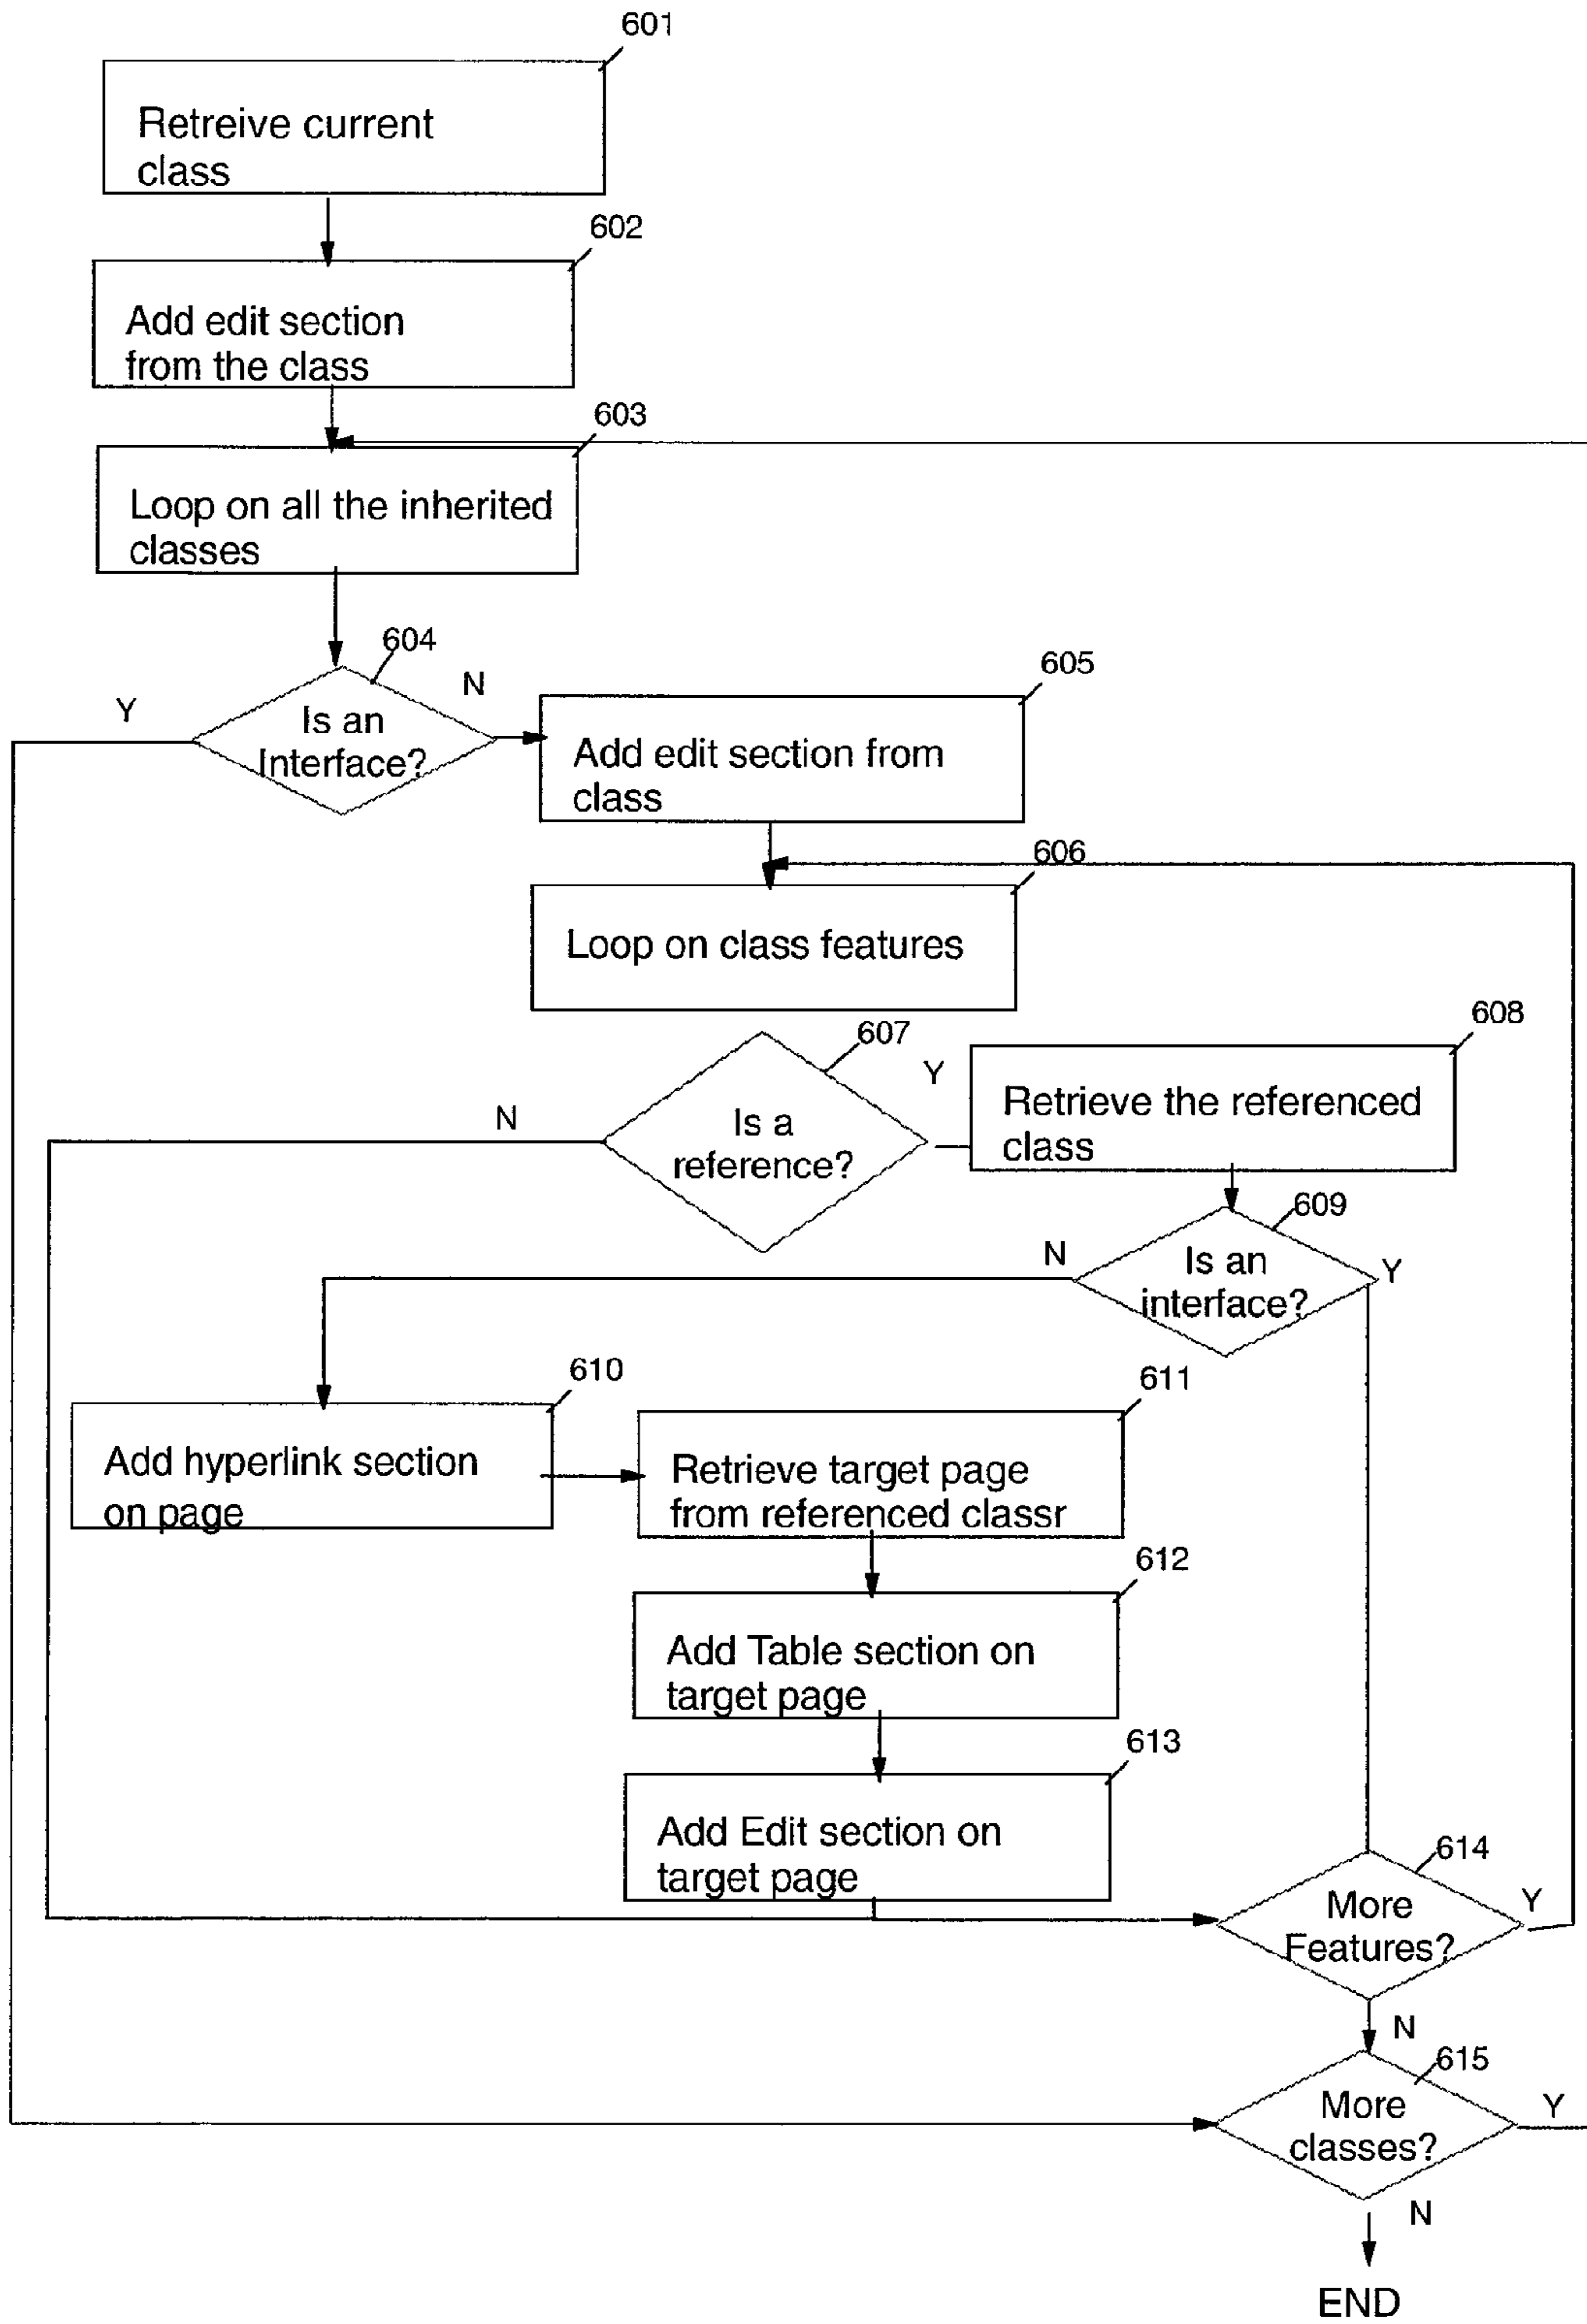 601
Retreive current
class
602
Add edit section
from the class
603
Loop on all the inherited
classes
604
Y
N
Is an
Interface?
605
Add edit section from
class
606
Loop on class features
607
N
Y
Is a
reference?
608
Retrieve the referenced
class
609
N
Y
Is an
interface?
610
Add hyperlink section
on page
611
Retrieve target page
from referenced classr
612
Add Table section on
target page
613
Add Edit section on
target page
614
Y
More
Features?
N
615
Y
More
classes?
N
END